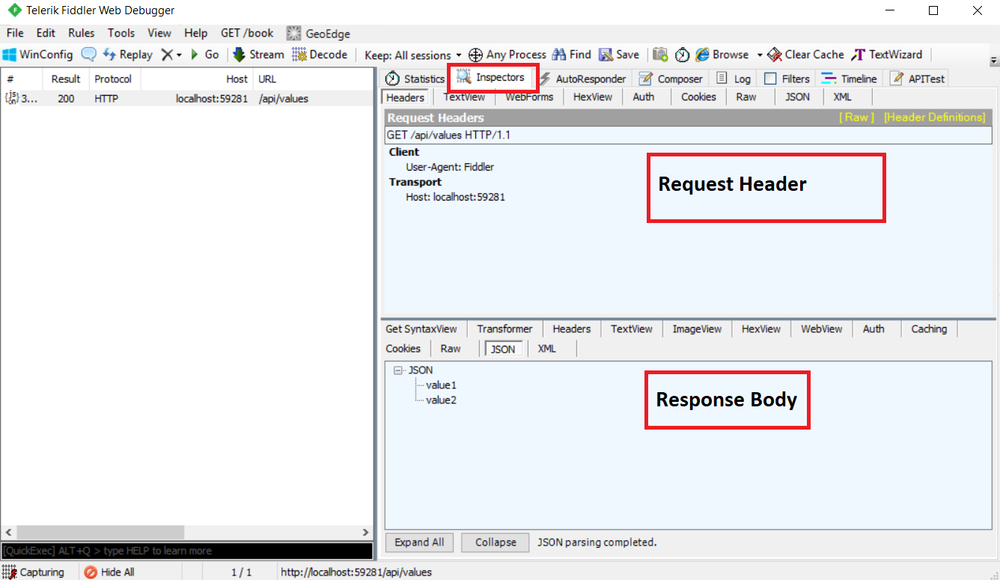 Telerik Fiddler Web Debugger
File Edit Rules Tools View Help GET /book GeoEdge
WinConfig Replay Go Stream Decode Keep: All sessions Any Process Find Save Browse Clear Cache TextWizard
# Result Protocol Host URL
{js on} 3... 200 HTTP localhost:59281 /api/values
Statistics Inspectors AutoResponder Composer Log Filters Timeline APITest
Headers TextView WebForms HexView Auth Cookies Raw JSON XML
Request Headers [ Raw ] [Header Definitions]
GET /api/values HTTP/1.1
Client
User-Agent: Fiddler
Transport
Host: localhost:59281
Request Header
Get SyntaxView Transformer Headers TextView ImageView HexView WebView Auth Caching
Cookies Raw JSON XML
JSON
value1
value2
Response Body
Expand All Collapse JSON parsing completed.
[QuickExec] ALT+Q > type HELP to learn more
Capturing Hide All 1 / 1 http://localhost:59281/api/values